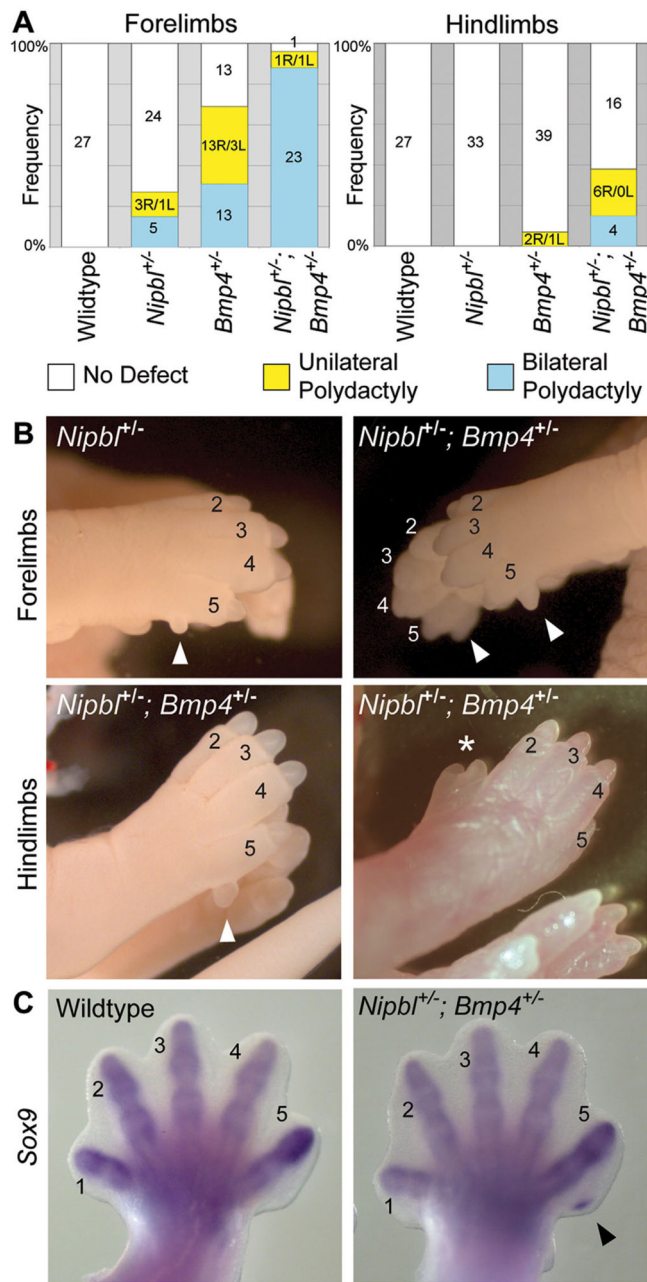 A
Forelimbs
Hindlimbs
Frequency
100%
0%
27
24
3R/1L
5
13
13R/3L
13
1
1R/1L
23
Wlidtype
Nipbl+/-
Bmp4+/-
Nipbl+/-;
Bmp4+/-
Frequency
100%
0%
27
33
39
2R/1L
16
6R/0L
4
Wlidtype
Nipbl+/-
Bmp4+/-
Nipbl+/-;
Bmp4+/-
No Defect
Unilateral
Polydactyly
Bilateral
Polydactyly
B
Forelimbs
Nipbl+/-
2
3
4
5
Nipbl+/-; Bmp4+/-
2
3
4
5
2
3
4
5
Hindlimbs
Nipbl+/-; Bmp4+/-
2
3
4
5
Nipbl+/-; Bmp4+/-
*
2
3
4
5
C
Sox9
Wildtype
1
2
3
4
5
Nipbl+/-; Bmp4+/-
1
2
3
4
5